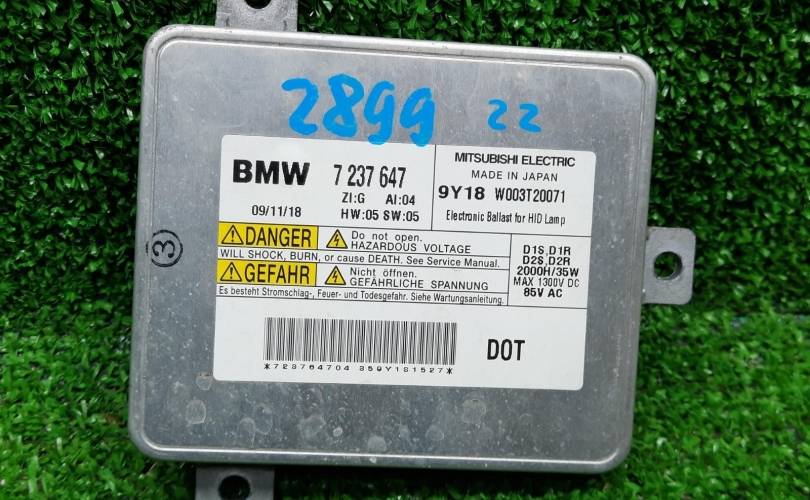 2899 22
BMW 7 237 647
ZI:G AI:04
09/11/18 HW:05 SW:05
MITSUBISHI ELECTRIC
MADE IN JAPAN
9Y18 W003T20071
Electronic Ballast for HID Lamp
3
DANGER Do not open.
HAZARDOUS VOLTAGE
WILL SHOCK, BURN, or cause DEATH. See Service Manual.
GEFAHR Nicht öffnen.
GEFÄHRLICHE SPANNUNG
Es besteht Stromschlag-, Feuer- und Todesgefahr. Siehe Wartungsanleitung.
D1S,D1R
D2S,D2R
2000H/35W
MAX 1300V DC
85V AC
DOT
*723764704 359Y181527*